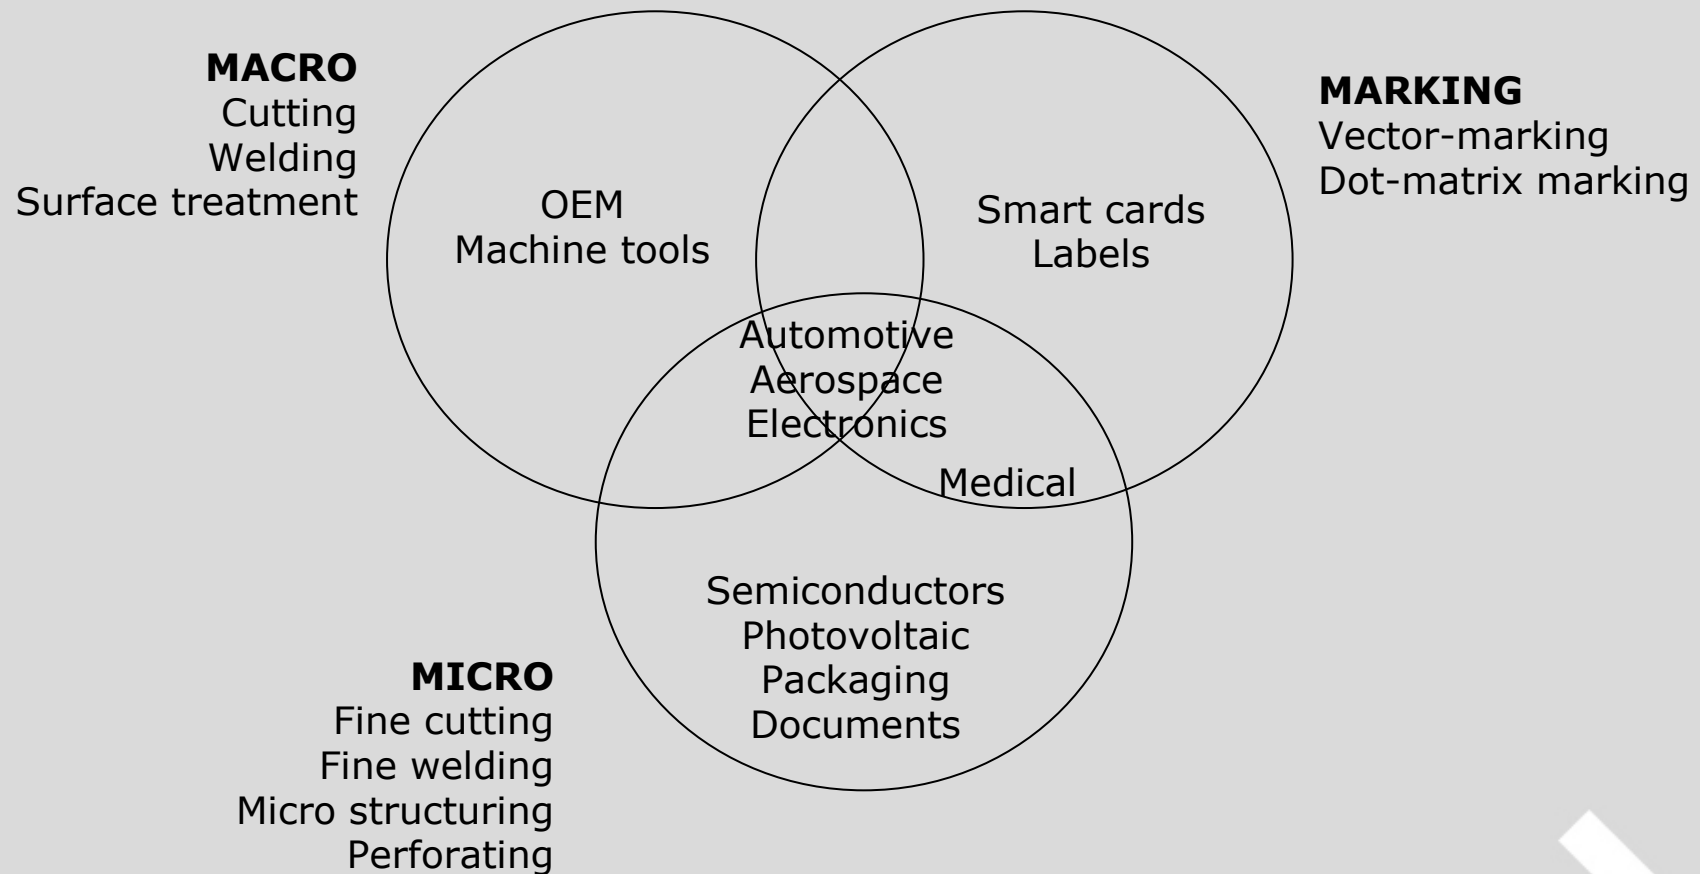 MACRO
Cutting
Welding
Surface treatment
OEM
Machine tools
MARKING
Vector-marking
Dot-matrix marking
Smart cards
Labels
Automotive
Aerospace
Electronics
Medical
Semiconductors
Photovoltaic
Packaging
Documents
MICRO
Fine cutting
Fine welding
Micro structuring
Perforating